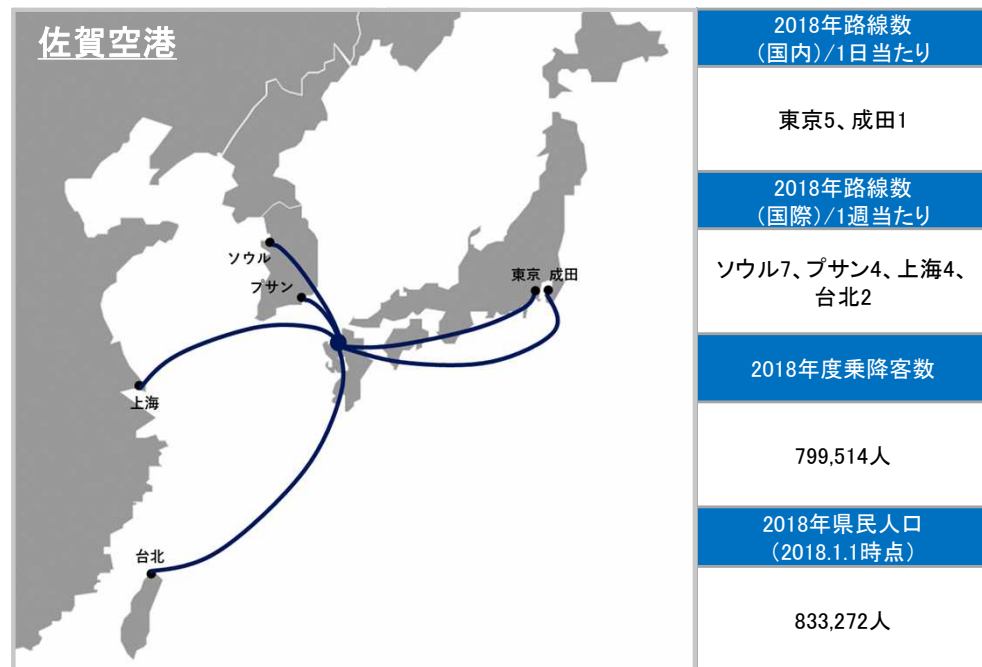 佐賀空港
ソウル
プサン
東京 成田
上海
台北
2018年路線数
(国内)/1日当たり
東京5、成田1
2018年路線数
(国際)/1週当たり
ソウル7、プサン4、上海4、
台北2
2018年度乗降客数
799,514人
2018年県民人口
(2018.1.1時点)
833,272人